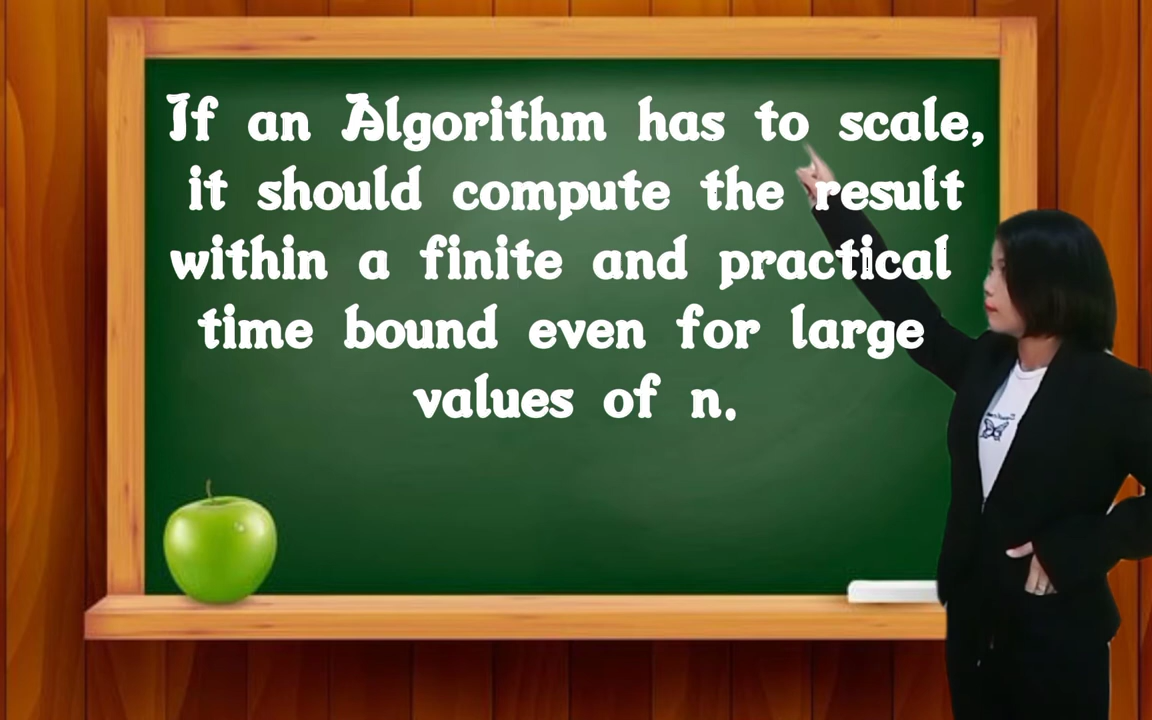 If an Algorithm has to scale,
it should compute the result
within a finite and practical
time bound even for large
values of n.